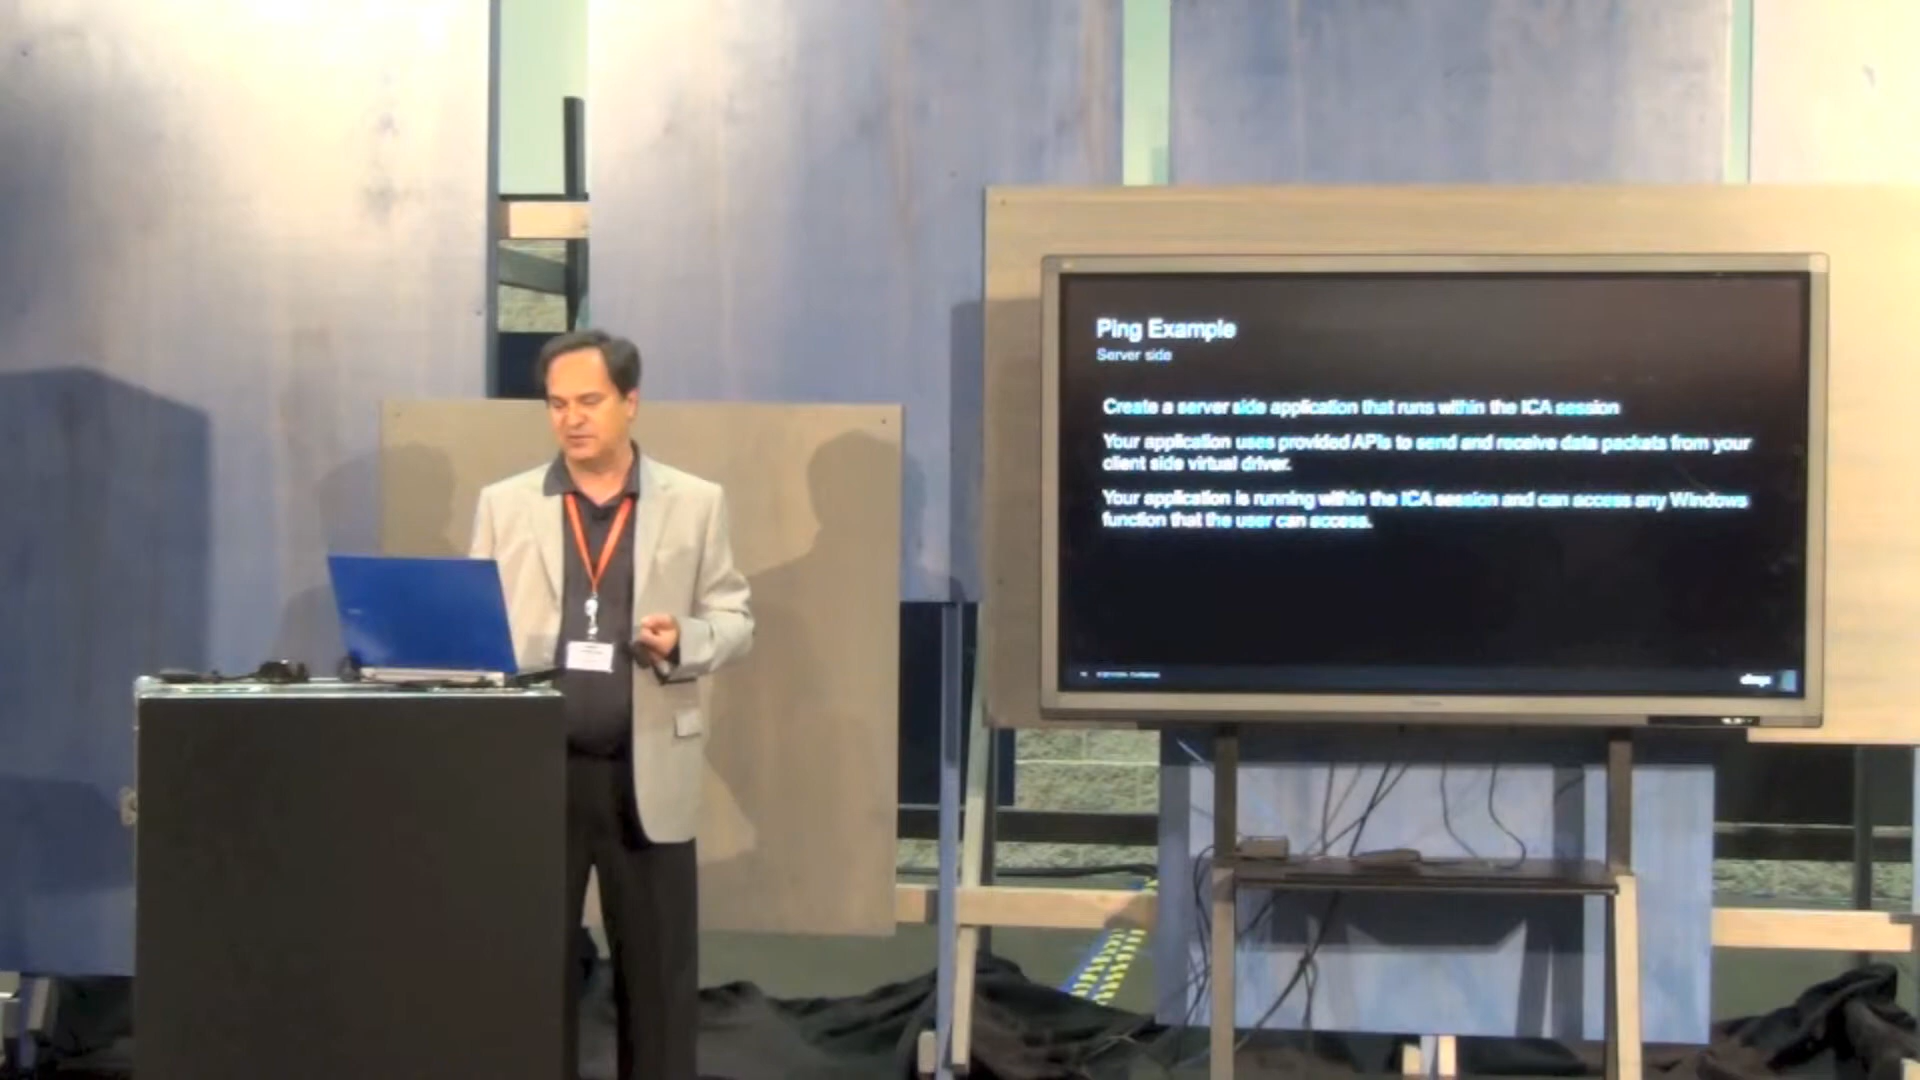 Ping Example
Server side
Create a server side application that runs within the ICA session
Your application uses provided APIs to send and receive data packets from your
client side virtual driver.
Your application is running within the ICA session and can access any Windows
function that the user can access.
citrix